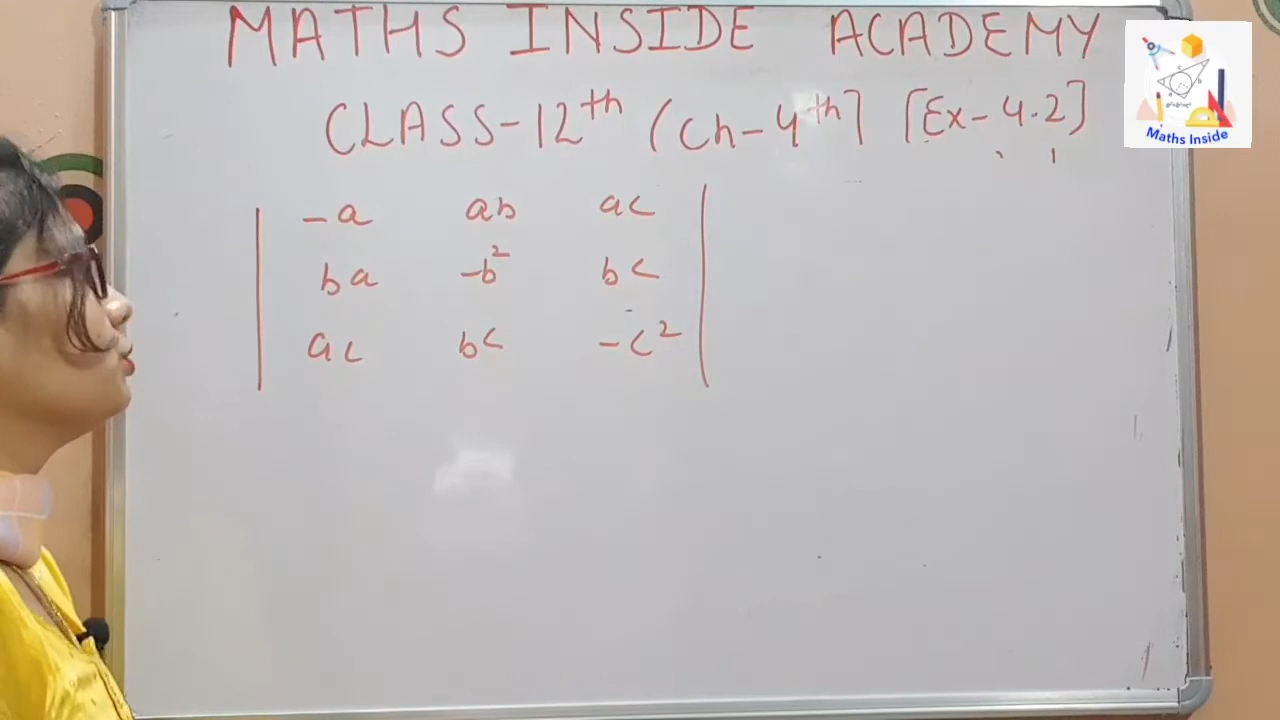 MATHS INSIDE ACADEMY
CLASS-12th (Ch-4th] [Ex-4.2]
-a ab ac
ba -b² bc
ac bc -c²
Maths Inside